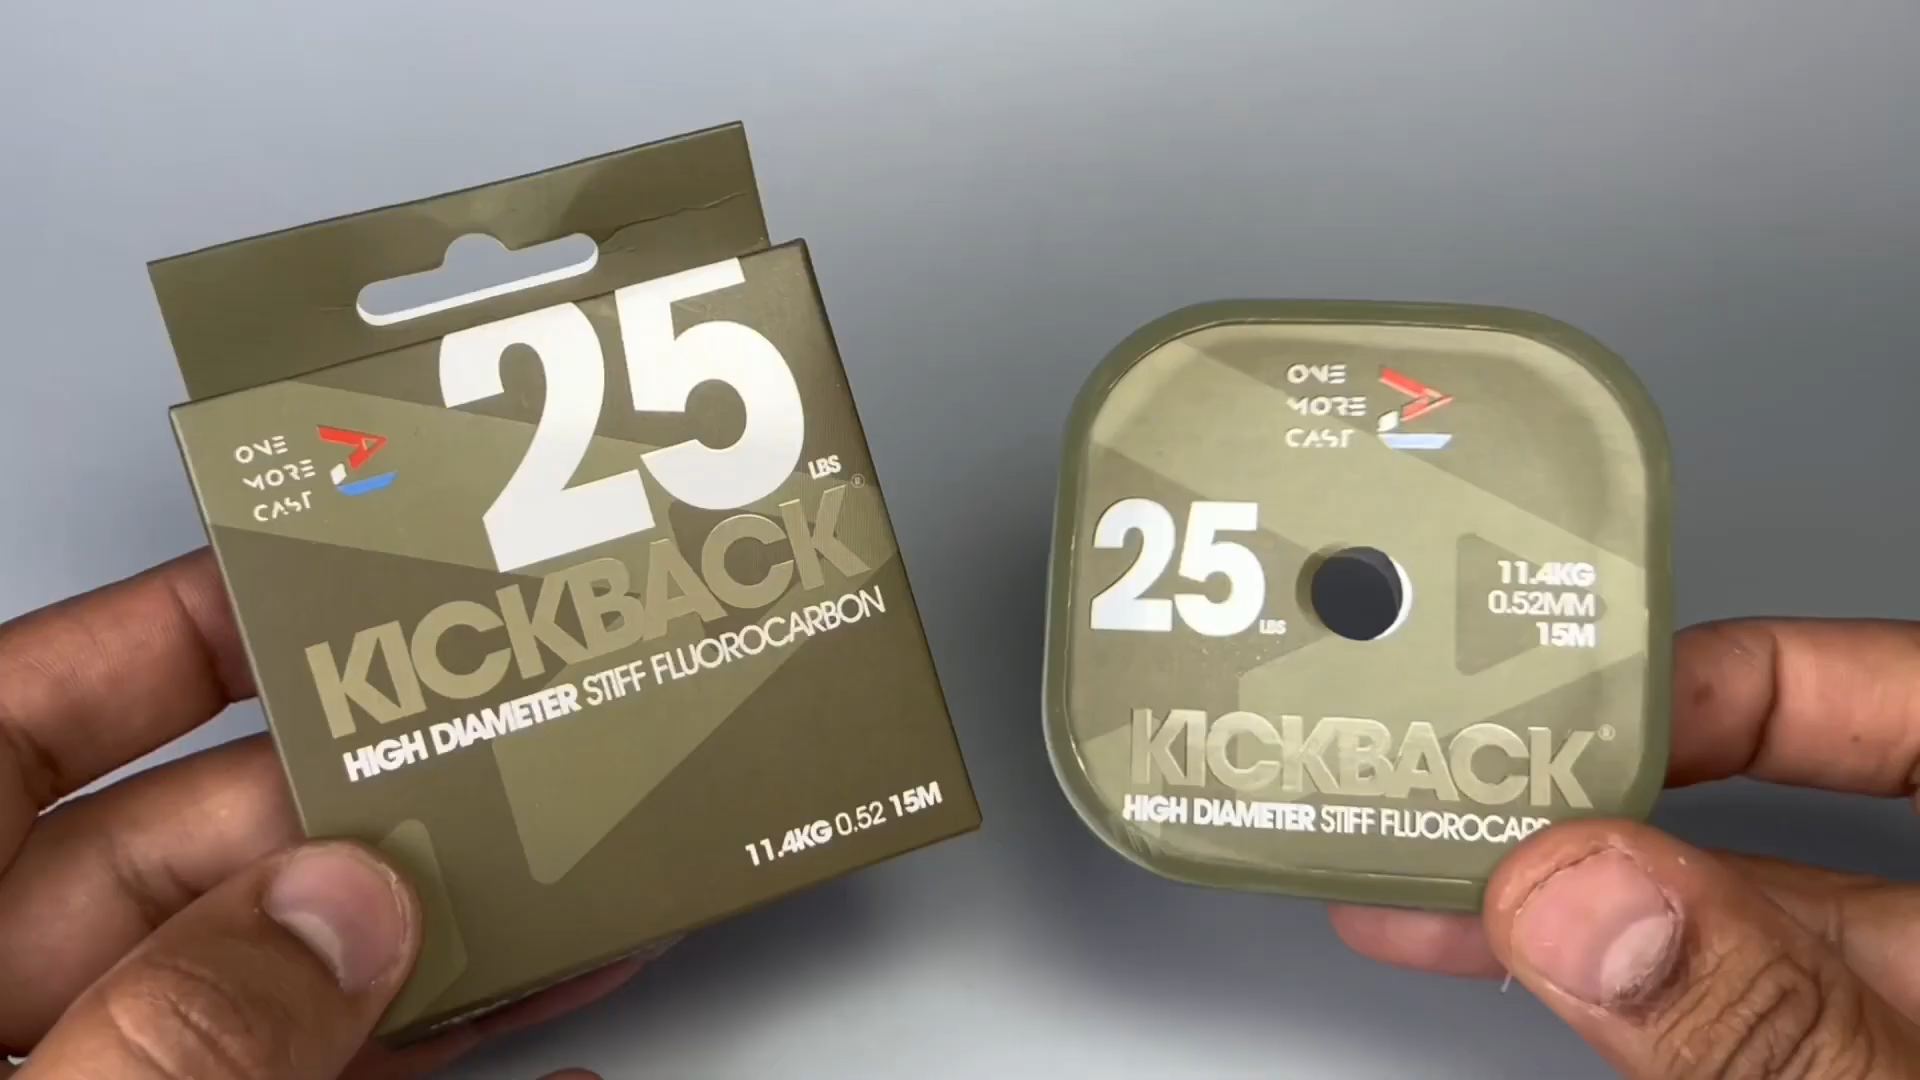 25
LBS
ONE
MORE
CAST
KICKBACK®
HIGH DIAMETER STIFF FLUOROCARBON
11.4KG 0.52 15M
ONE
MORE
CAST
25 LBS
11.4KG
0.52MM
15M
KICKBACK®
HIGH DIAMETER STIFF